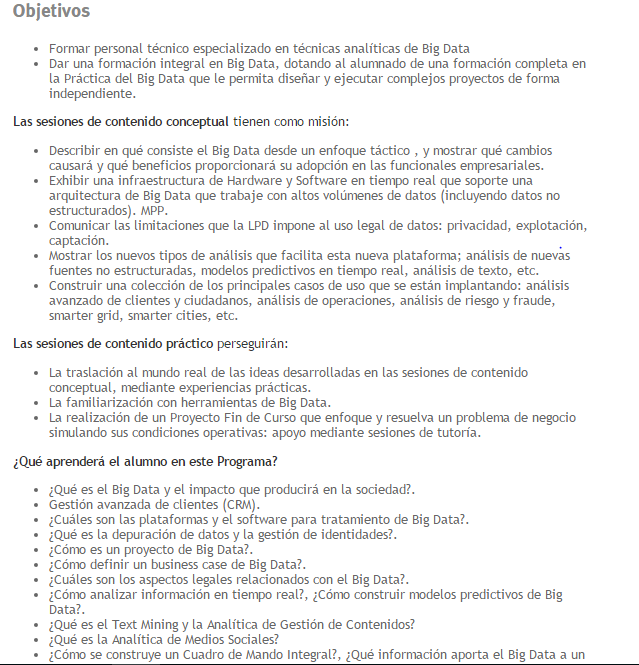 Objetivos
• Formar personal técnico especializado en técnicas analíticas de Big Data
• Dar una formación integral en Big Data, dotando al alumnado de una formación completa en
la Práctica del Big Data que le permita diseñar y ejecutar complejos proyectos de forma
independiente.
Las sesiones de contenido conceptual tienen como misión:
• Describir en qué consiste el Big Data desde un enfoque táctico , y mostrar qué cambios
causará y qué beneficios proporcionará su adopción en las funcionales empresariales.
• Exhibir una infraestructura de Hardware y Software en tiempo real que soporte una
arquitectura de Big Data que trabaje con altos volúmenes de datos (incluyendo datos no
estructurados). MPP.
• Comunicar las limitaciones que la LPD impone al uso legal de datos: privacidad, explotación,
captación.
• Mostrar los nuevos tipos de análisis que facilita esta nueva plataforma; análisis de nuevas
fuentes no estructuradas, modelos predictivos en tiempo real, análisis de texto, etc.
• Construir una colección de los principales casos de uso que se están implantando: análisis
avanzado de clientes y ciudadanos, análisis de operaciones, análisis de riesgo y fraude,
smarter grid, smarter cities, etc.
Las sesiones de contenido práctico perseguirán:
• La traslación al mundo real de las ideas desarrolladas en las sesiones de contenido
conceptual, mediante experiencias prácticas.
• La familiarización con herramientas de Big Data.
• La realización de un Proyecto Fin de Curso que enfoque y resuelva un problema de negocio
simulando sus condiciones operativas: apoyo mediante sesiones de tutoría.
¿Qué aprenderá el alumno en este Programa?
• ¿Qué es el Big Data y el impacto que producirá en la sociedad?.
• Gestión avanzada de clientes (CRM).
• ¿Cuáles son las plataformas y el software para tratamiento de Big Data?.
• ¿Qué es la depuración de datos y la gestión de identidades?.
• ¿Cómo es un proyecto de Big Data?.
• ¿Cómo definir un business case de Big Data?.
• ¿Cuáles son los aspectos legales relacionados con el Big Data?.
• ¿Cómo analizar información en tiempo real?, ¿Cómo construir modelos predictivos de Big
Data?.
• ¿Qué es el Text Mining y la Analítica de Gestión de Contenidos?
• ¿Qué es la Analítica de Medios Sociales?
• ¿Cómo se construye un Cuadro de Mando Integral?, ¿Qué información aporta el Big Data a un